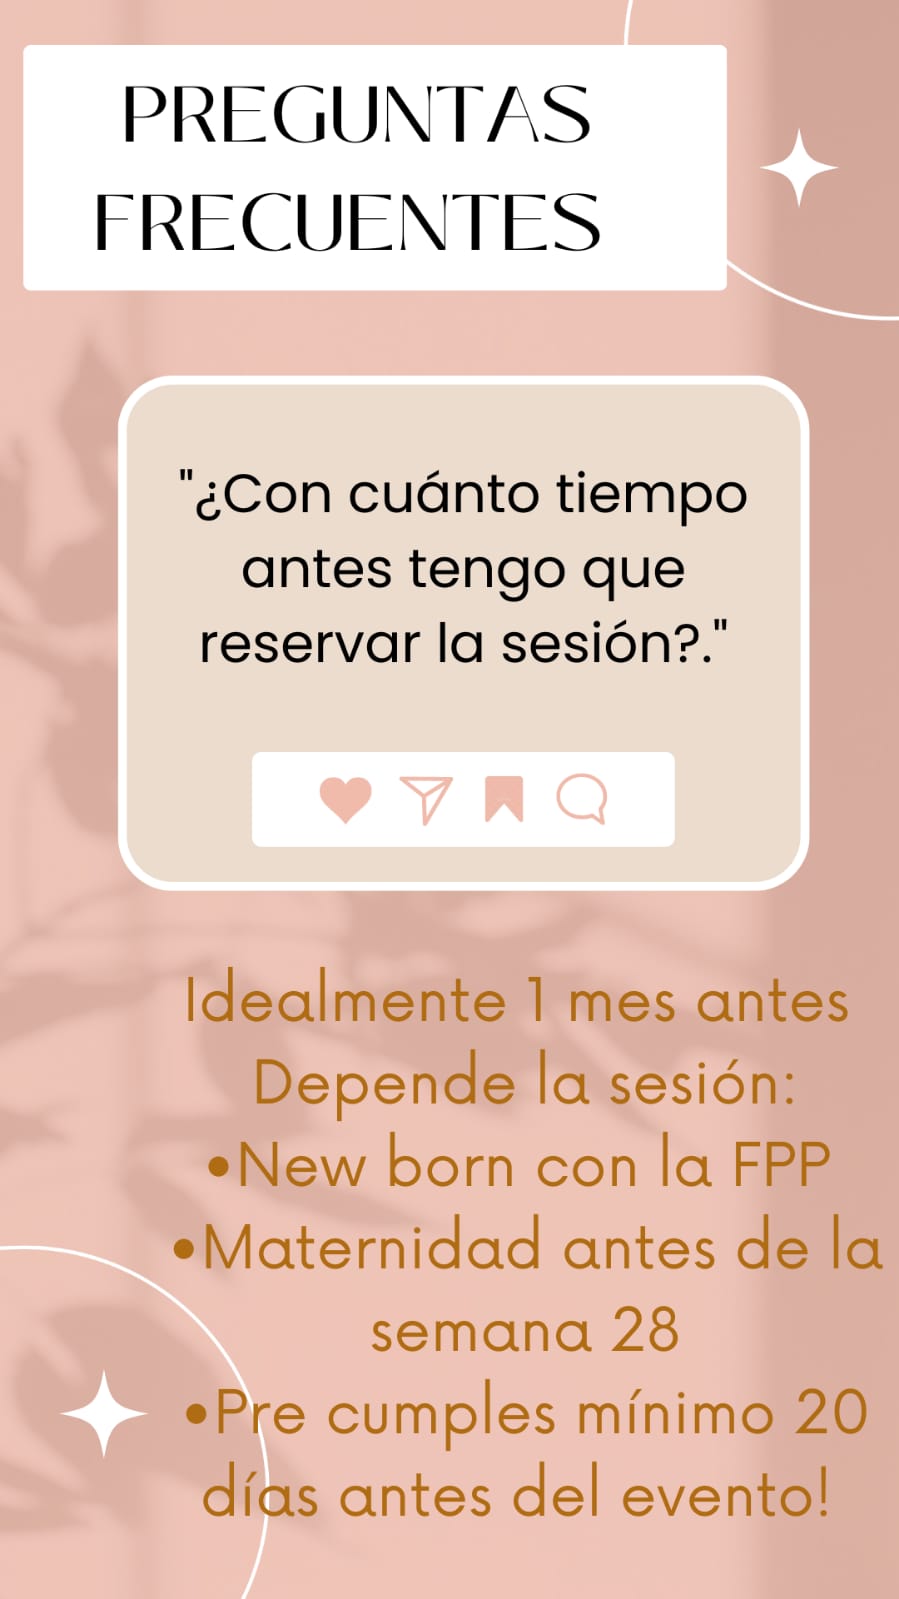 PREGUNTAS
FRECUENTES
"¿Con cuánto tiempo
antes tengo que
reservar la sesión?."
Idealmente 1 mes antes
Depende la sesión:
•New born con la FPP
•Maternidad antes de la
semana 28
•Pre cumples mínimo 20
días antes del evento!